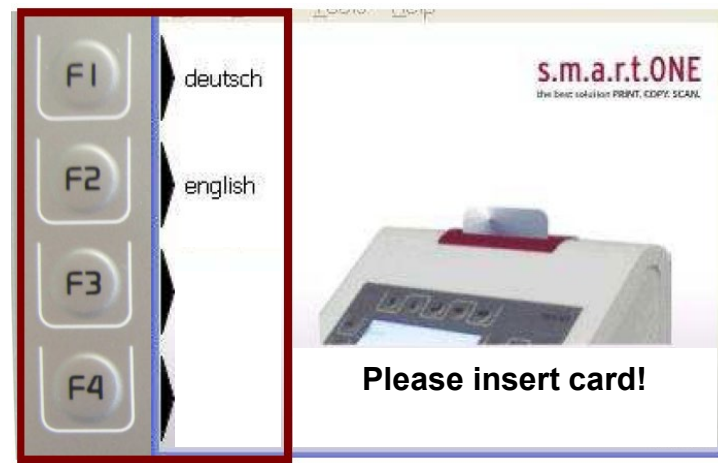 F1
deutsch
F2
english
F3
F4
s.m.a.r.t.ONE
the best solution PRINT. COPY. SCAN.
Please insert card!